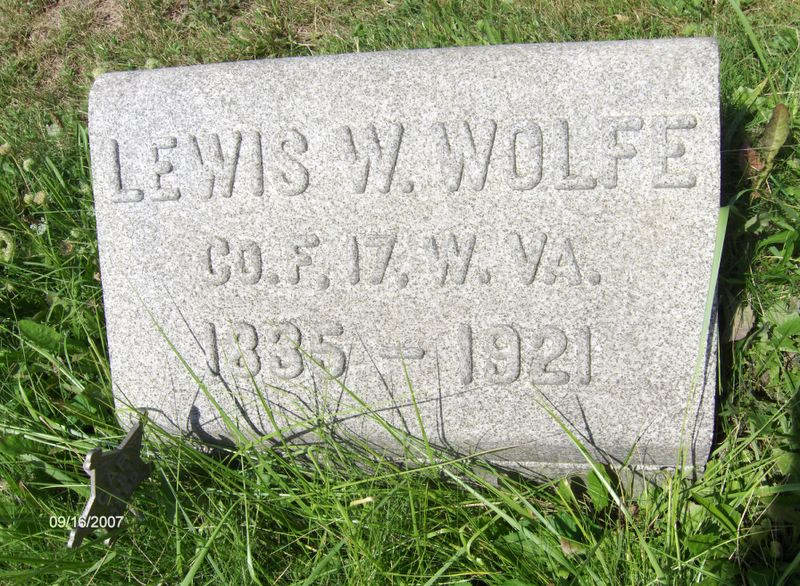 LEWIS W. WOLFE
CO. F, 17. W. VA.
1835 – 1921
09/16/2007